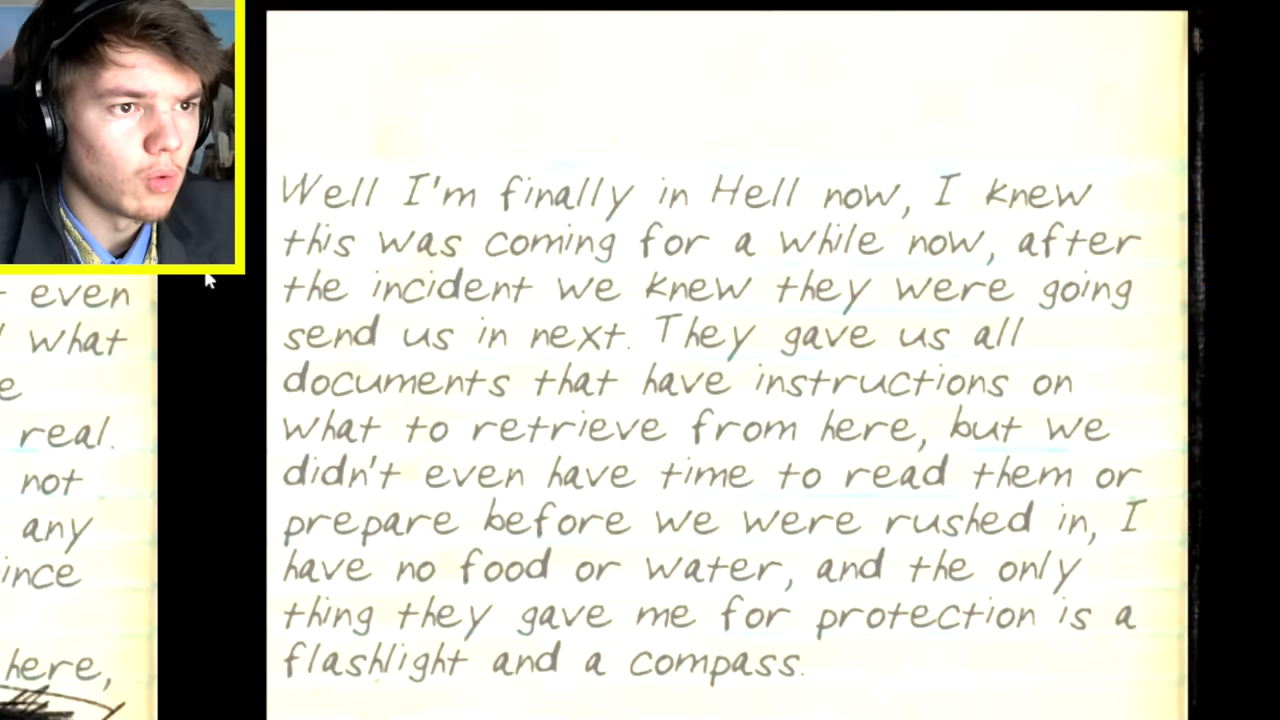 even
what
e
real.
not
any
ince
here,
Well I'm finally in Hell now, I knew
this was coming for a while now, after
the incident we knew they were going
send us in next. They gave us all
documents that have instructions on
what to retrieve from here, but we
didn't even have time to read them or
prepare before we were rushed in, I
have no food or water, and the only
thing they gave me for protection is a
flashlight and a compass.